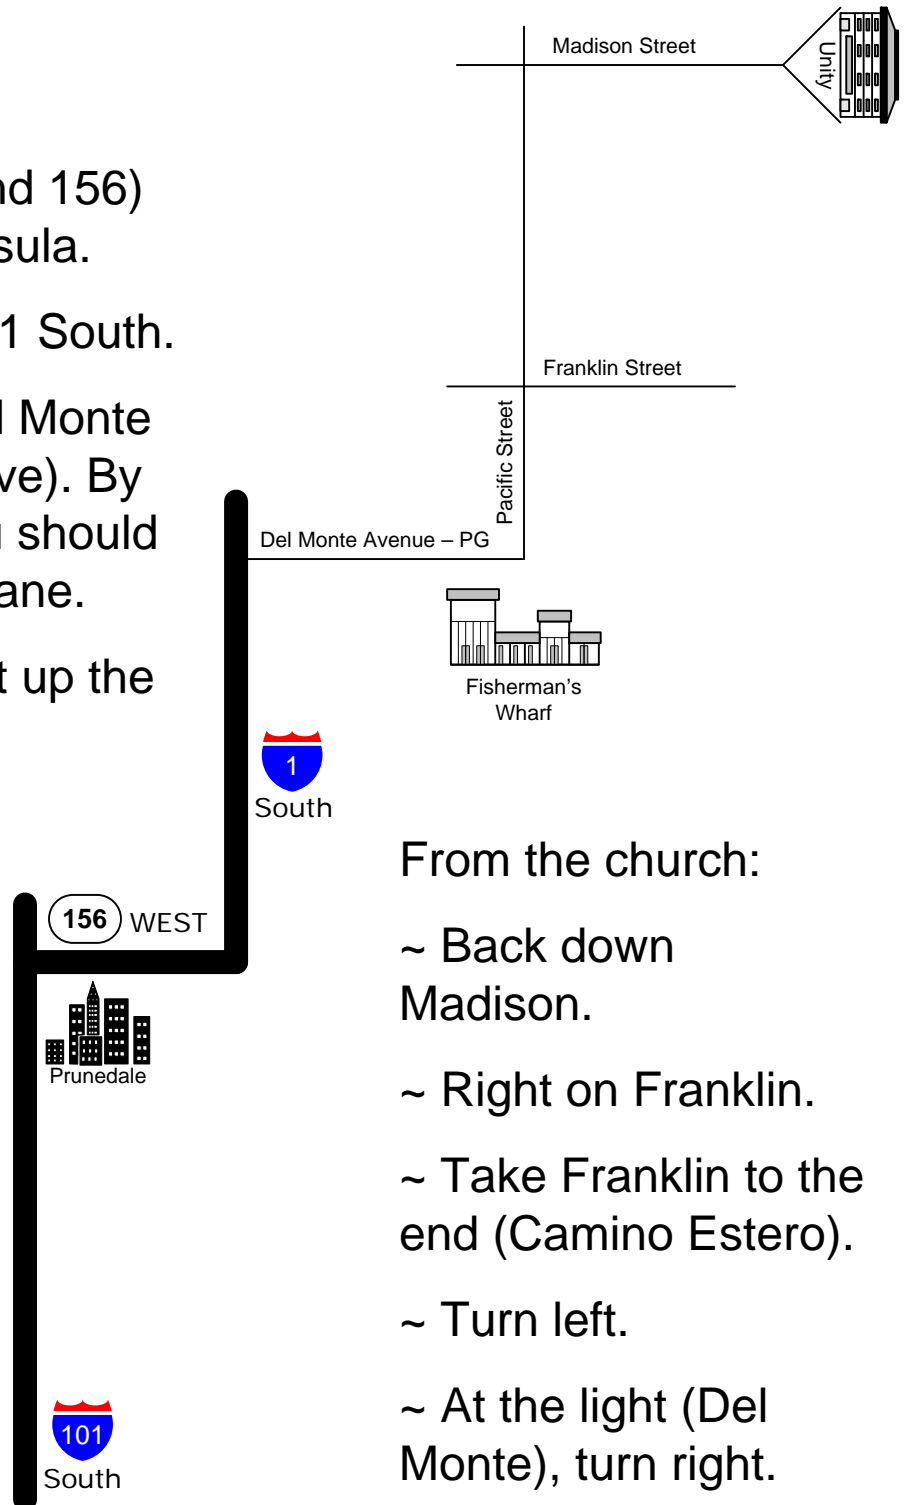 Madison Street
Unity
nd 156)
sula.
1 South.
Franklin Street
Pacific Street
l Monte
ve). By
u should
ane.
Del Monte Avenue – PG
t up the
Fisherman's
Wharf
1
South
156 WEST
Prunedale
101
South
From the church:
~ Back down
Madison.
~ Right on Franklin.
~ Take Franklin to the
end (Camino Estero).
~ Turn left.
~ At the light (Del
Monte), turn right.